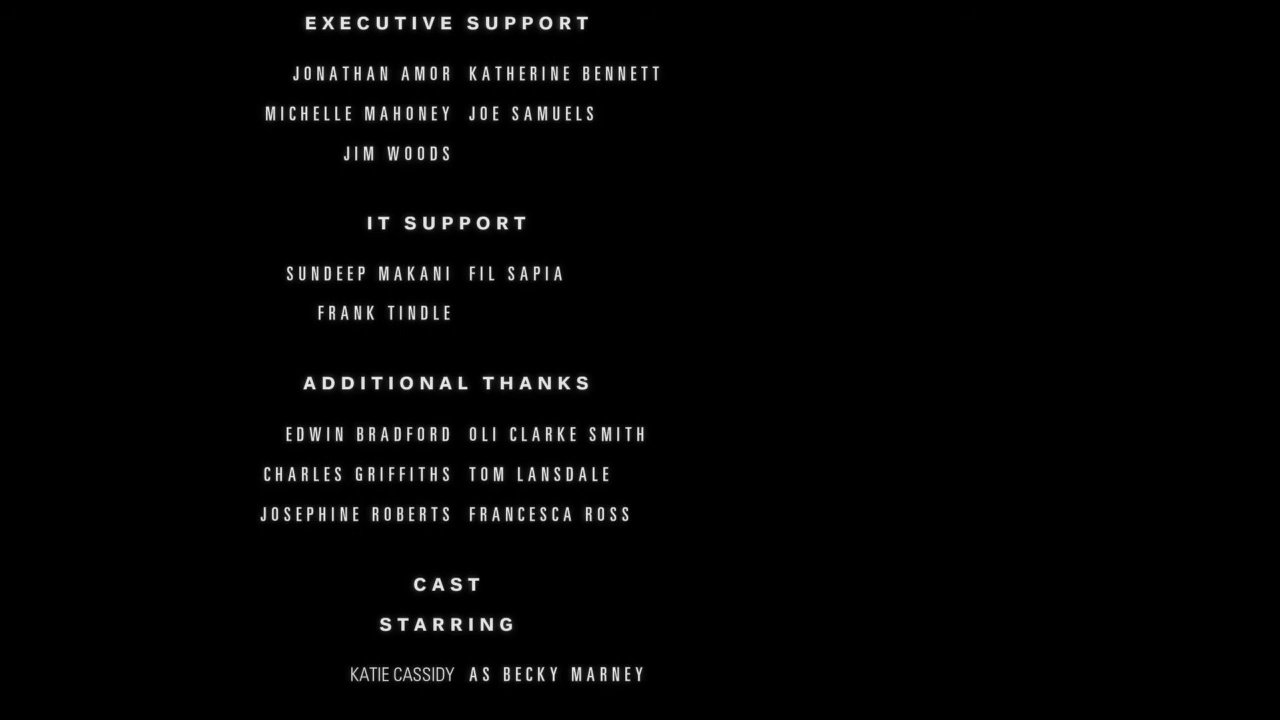 EXECUTIVE SUPPORT
JONATHAN AMOR KATHERINE BENNETT
MICHELLE MAHONEY JOE SAMUELS
JIM WOODS
IT SUPPORT
SUNDEEP MAKANI FIL SAPIA
FRANK TINDLE
ADDITIONAL THANKS
EDWIN BRADFORD OLI CLARKE SMITH
CHARLES GRIFFITHS TOM LANSDALE
JOSEPHINE ROBERTS FRANCESCA ROSS
CAST
STARRING
KATIE CASSIDY AS BECKY MARNEY